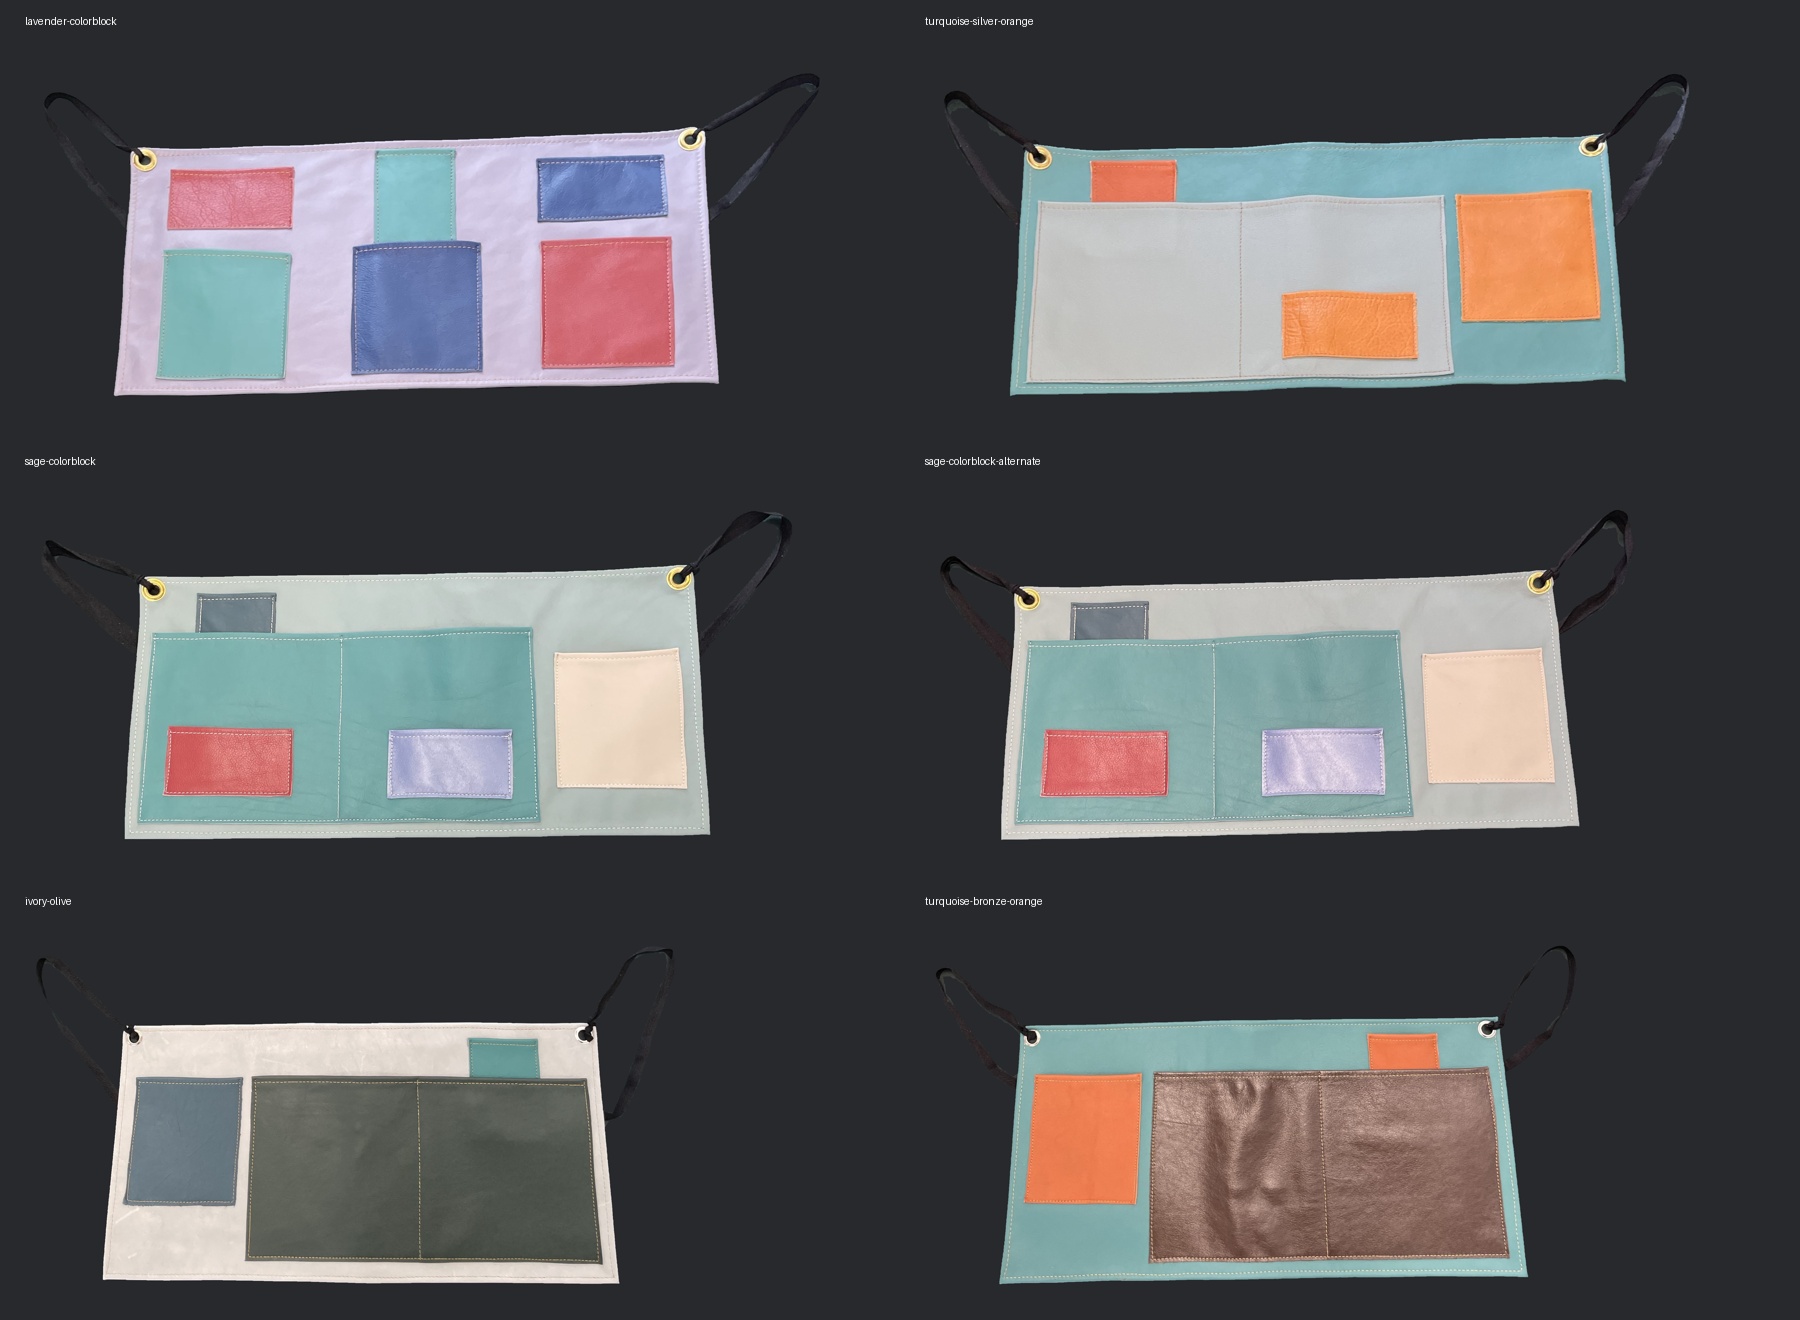 lavender-colorblock
turquoise-silver-orange
sage-colorblock
sage-colorblock-alternate
ivory-olive
turquoise-bronze-orange